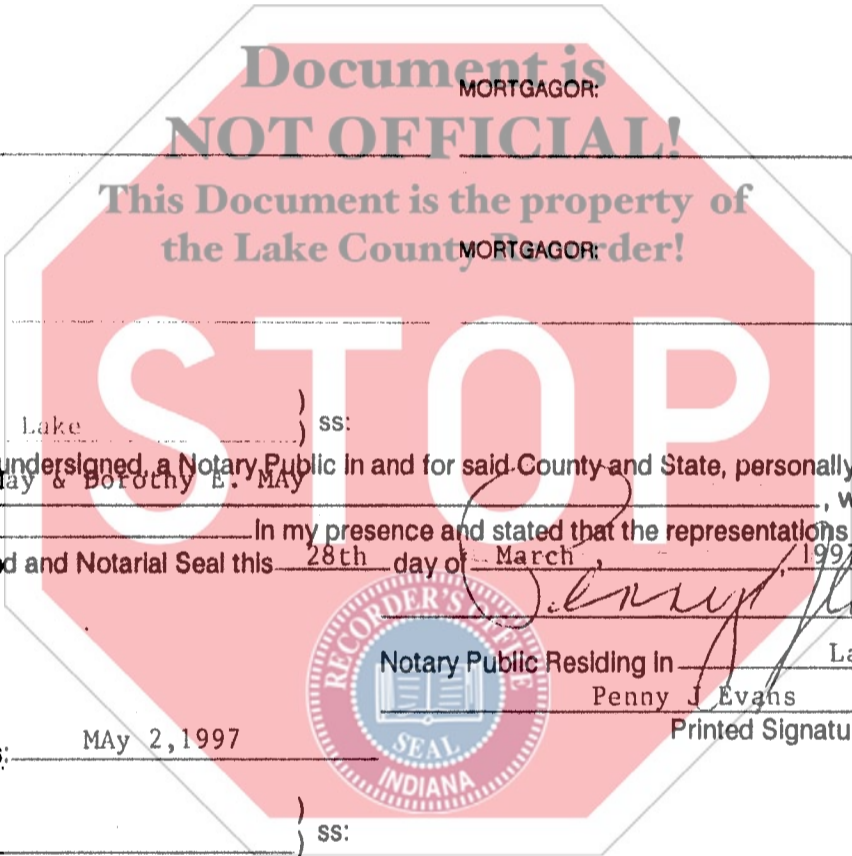 Document is
MORTGAGOR:
NOT OFFICIAL!
This Document is the property of
the Lake County Recorder!
MORTGAGOR:
STOP
Lake ) ss:
)
undersigned, a Notary Public in and for said County and State, personally
ay & Dorothy E. MAy
, w
In my presence and stated that the representations
d and Notarial Seal this 28th day of March , , 1997
RECORDER'S OFFICE
SEAL
INDIANA
Notary Public Residing in La
Penny J Evans
Printed Signatu
s: MAy 2,1997
) ss:
)